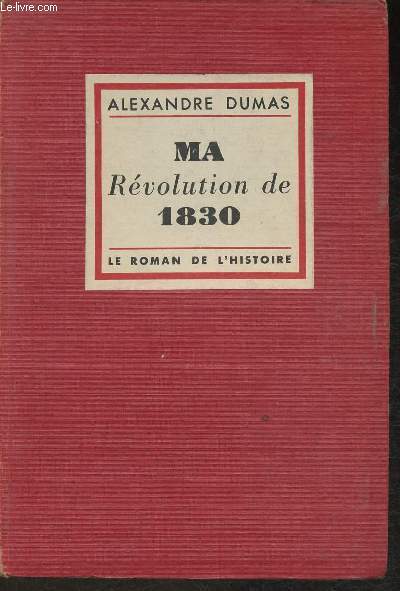 Le-livre.com
ALEXANDRE DUMAS
MA
Révolution de
1830
LE ROMAN DE L'HISTOIRE